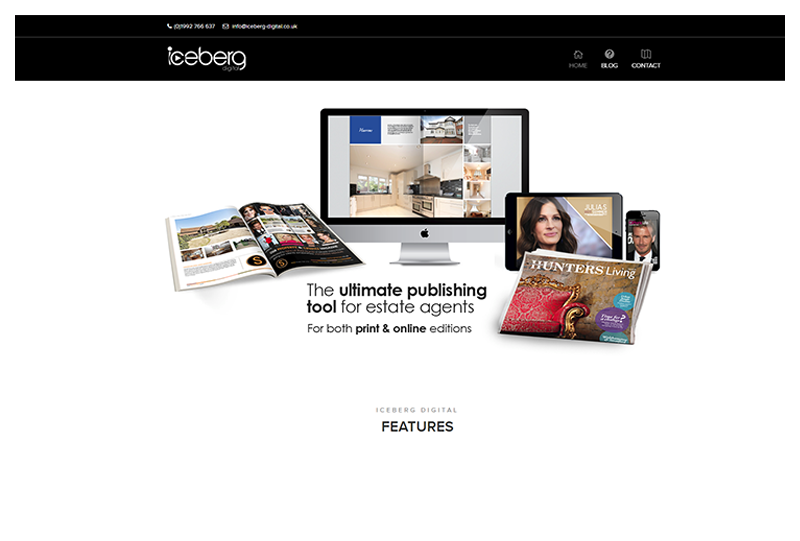 (0)1992 766 637 info@iceberg-digital.co.uk
iceberg
digital
HOME BLOG CONTACT
JULIA'S
HUNTERS Living
The ultimate publishing
tool for estate agents
For both print & online editions
ICEBERG DIGITAL
FEATURES